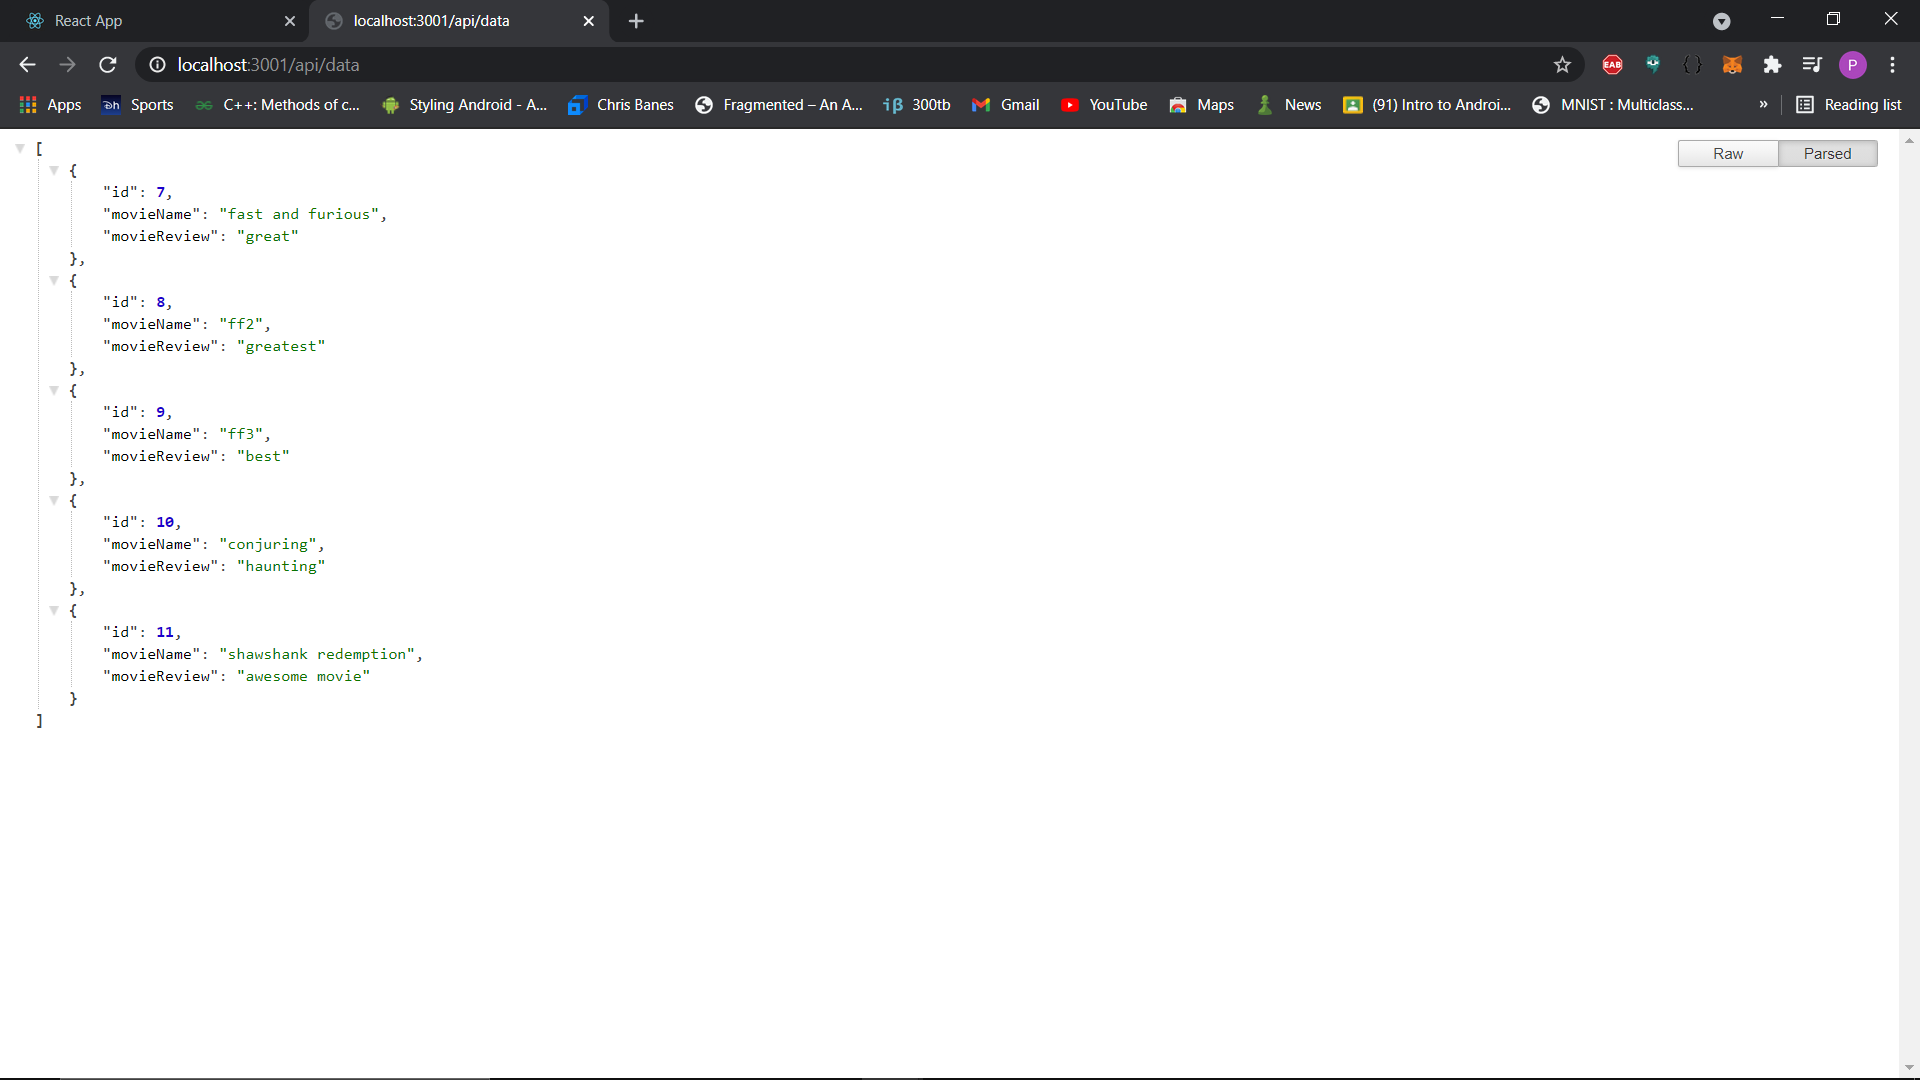 React App
localhost:3001/api/data
localhost:3001/api/data
EAB
P
Apps
Dh Sports
C++: Methods of c...
Styling Android - A...
Chris Banes
Fragmented – An A...
300tb
Gmail
YouTube
Maps
News
(91) Intro to Androi...
MNIST : Multiclass...
»
Reading list
Raw
Parsed
[
{
"id": 7,
"movieName": "fast and furious",
"movieReview": "great"
},
{
"id": 8,
"movieName": "ff2",
"movieReview": "greatest"
},
{
"id": 9,
"movieName": "ff3",
"movieReview": "best"
},
{
"id": 10,
"movieName": "conjuring",
"movieReview": "haunting"
},
{
"id": 11,
"movieName": "shawshank redemption",
"movieReview": "awesome movie"
}
]